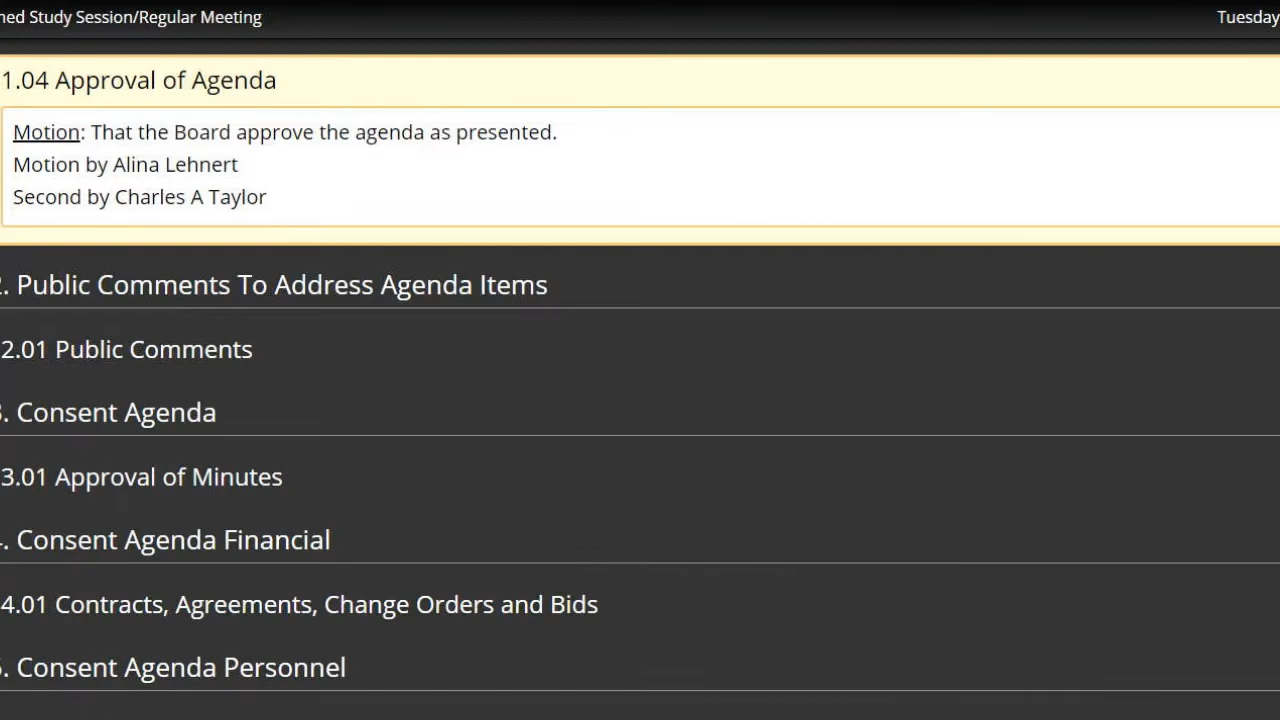 Study Session/Regular Meeting
Tuesday
1.04 Approval of Agenda
Motion: That the Board approve the agenda as presented.
Motion by Alina Lehnert
Second by Charles A Taylor
. Public Comments To Address Agenda Items
2.01 Public Comments
. Consent Agenda
3.01 Approval of Minutes
. Consent Agenda Financial
4.01 Contracts, Agreements, Change Orders and Bids
. Consent Agenda Personnel